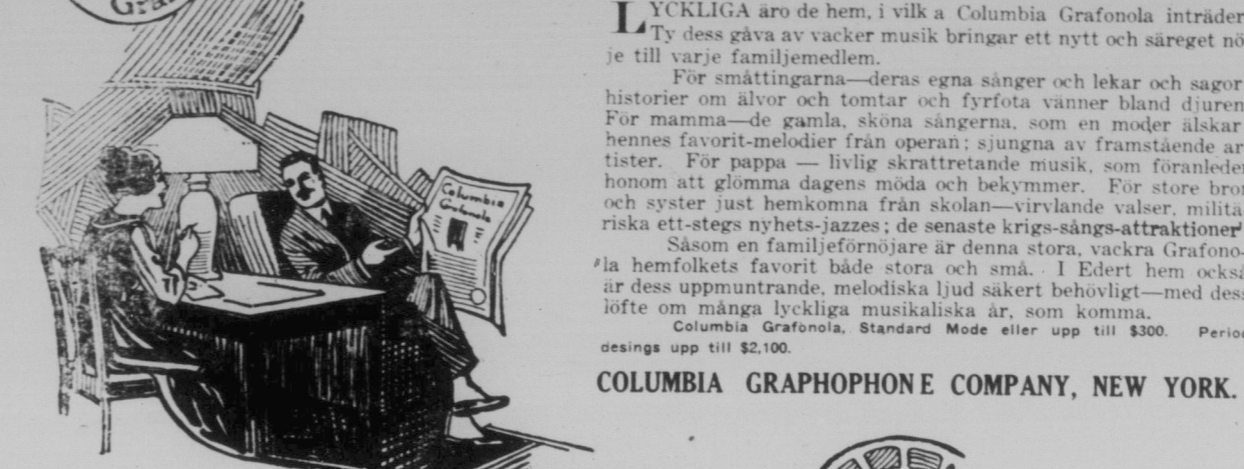 LYCKLIGA äro de hem, i vilk a Columbia Grafonola inträder
Ty dess gåva av vacker musik bringar ett nytt och säreget nö
je till varje familjemedlem.
För småttingarna—deras egna sånger och lekar och sagor
historier om älvor och tomtar och fyrfota vänner bland djuren
För mamma—de gamla, sköna sångerna, som en moder älskar
hennes favorit-melodier från operan; sjungna av framstående ar
tister. För pappa — livlig skrattretande musik, som föranleder
honom att glömma dagens möda och bekymmer. För store bror
och syster just hemkomna från skolan—virvlande valser, militä
riska ett-stegs nyhets-jazzes; de senaste krigs-sångs-attraktioner
Såsom en familjeförnöjare är denna stora, vackra Grafono-
la hemfolkets favorit både stora och små. I Edert hem också
är dess uppmuntrande, melodiska ljud säkert behövligt—med dess
löfte om många lyckliga musikaliska år, som komma.
Columbia Grafonola, Standard Mode eller upp till $300. Period
desings upp till $2,100.
COLUMBIA GRAPHOPHONE COMPANY, NEW YORK.
Columbia
Grafonola